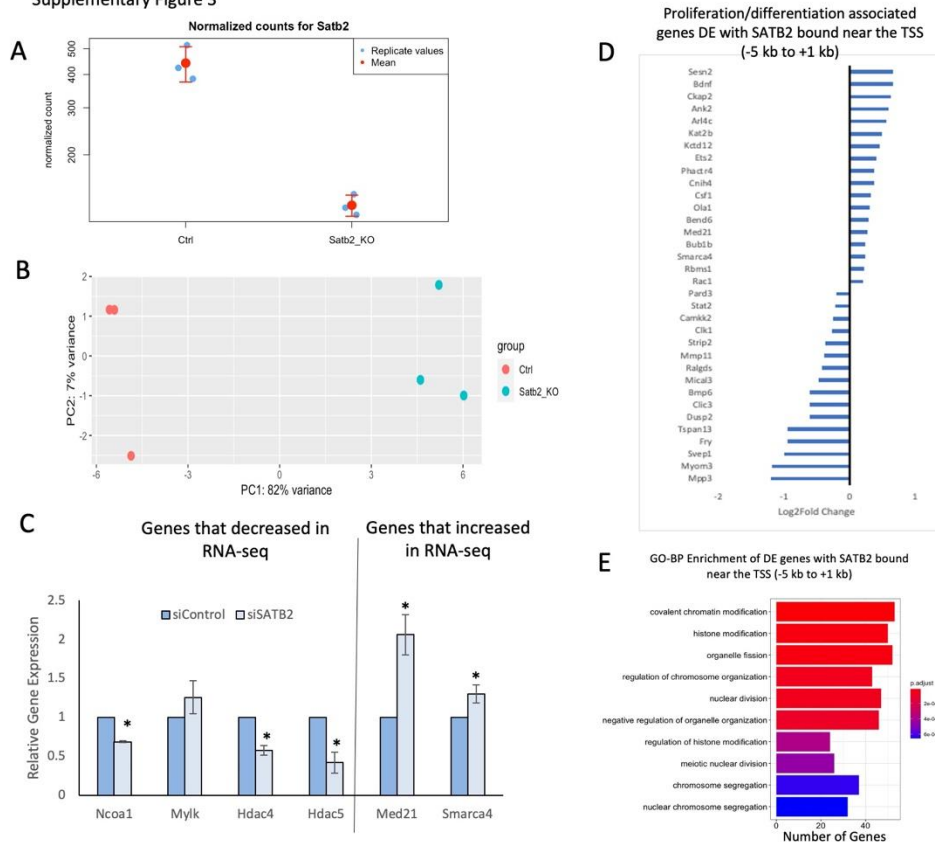 Supplementary Figure 3
A
Normalized counts for Satb2
Replicate values
Mean
normalized count
500
400
300
200
Ctrl
Satb2_KO
B
PC2: 7% variance
2
1
0
-1
-2
-6
-3
0
3
6
PC1: 82% variance
group
Ctrl
Satb2_KO
C
Genes that decreased in
RNA-seq
Genes that increased
in RNA-seq
siControl
siSATB2
Relative Gene Expression
2.5
2
1.5
1
0.5
0
*
*
*
*
*
Ncoa1
Mylk
Hdac4
Hdac5
Med21
Smarca4
Proliferation/differentiation associated
genes DE with SATB2 bound near the TSS
(-5 kb to +1 kb)
D
Sesn2
Bdnf
Ckap2
Ank2
Arl4c
Kat2b
Kctd12
Ets2
Phactr4
Cnih4
Csf1
Ola1
Bend6
Med21
Bub1b
Smarca4
Rbms1
Rac1
Pard3
Stat2
Camkk2
Clk1
Strip2
Mmp11
Ralgds
Mical3
Bmp6
Clic3
Dusp2
Tspan13
Fry
Svep1
Myom3
Mpp3
-2
-1
0
1
Log2Fold Change
E
GO-BP Enrichment of DE genes with SATB2 bound
near the TSS (-5 kb to +1 kb)
covalent chromatin modification
histone modification
organelle fission
regulation of chromosome organization
nuclear division
negative regulation of organelle organization
regulation of histone modification
meiotic nuclear division
chromosome segregation
nuclear chromosome segregation
0
20
40
Number of Genes
p.adjust